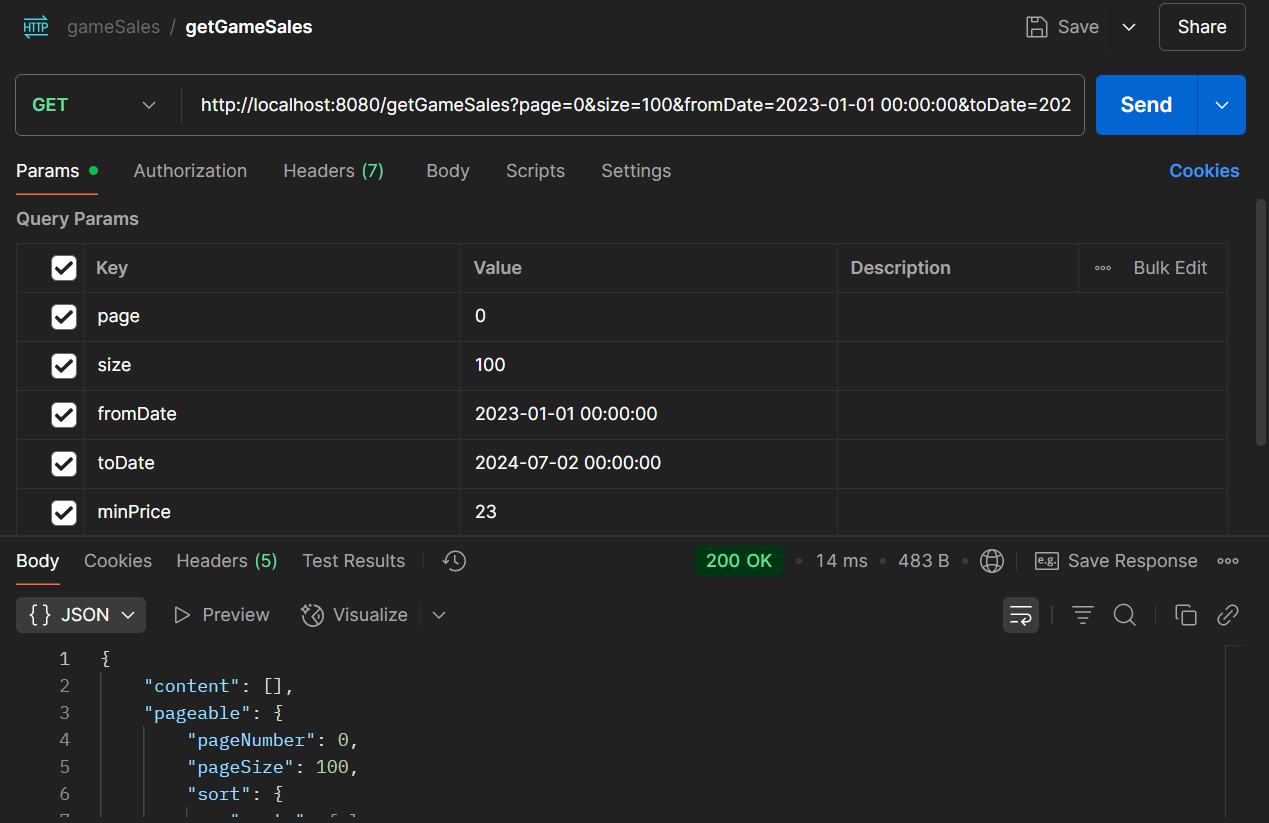 HTTP gameSales / getGameSales Save Share
GET http://localhost:8080/getGameSales?page=0&size=100&fromDate=2023-01-01 00:00:00&toDate=202 Send
Params Authorization Headers (7) Body Scripts Settings Cookies
Query Params
Key Value Description Bulk Edit
page 0
size 100
fromDate 2023-01-01 00:00:00
toDate 2024-07-02 00:00:00
minPrice 23
Body Cookies Headers (5) Test Results 200 OK 14 ms 483 B e.g. Save Response
{} JSON Preview Visualize
1 {
2 "content": [],
3 "pageable": {
4 "pageNumber": 0,
5 "pageSize": 100,
6 "sort": {